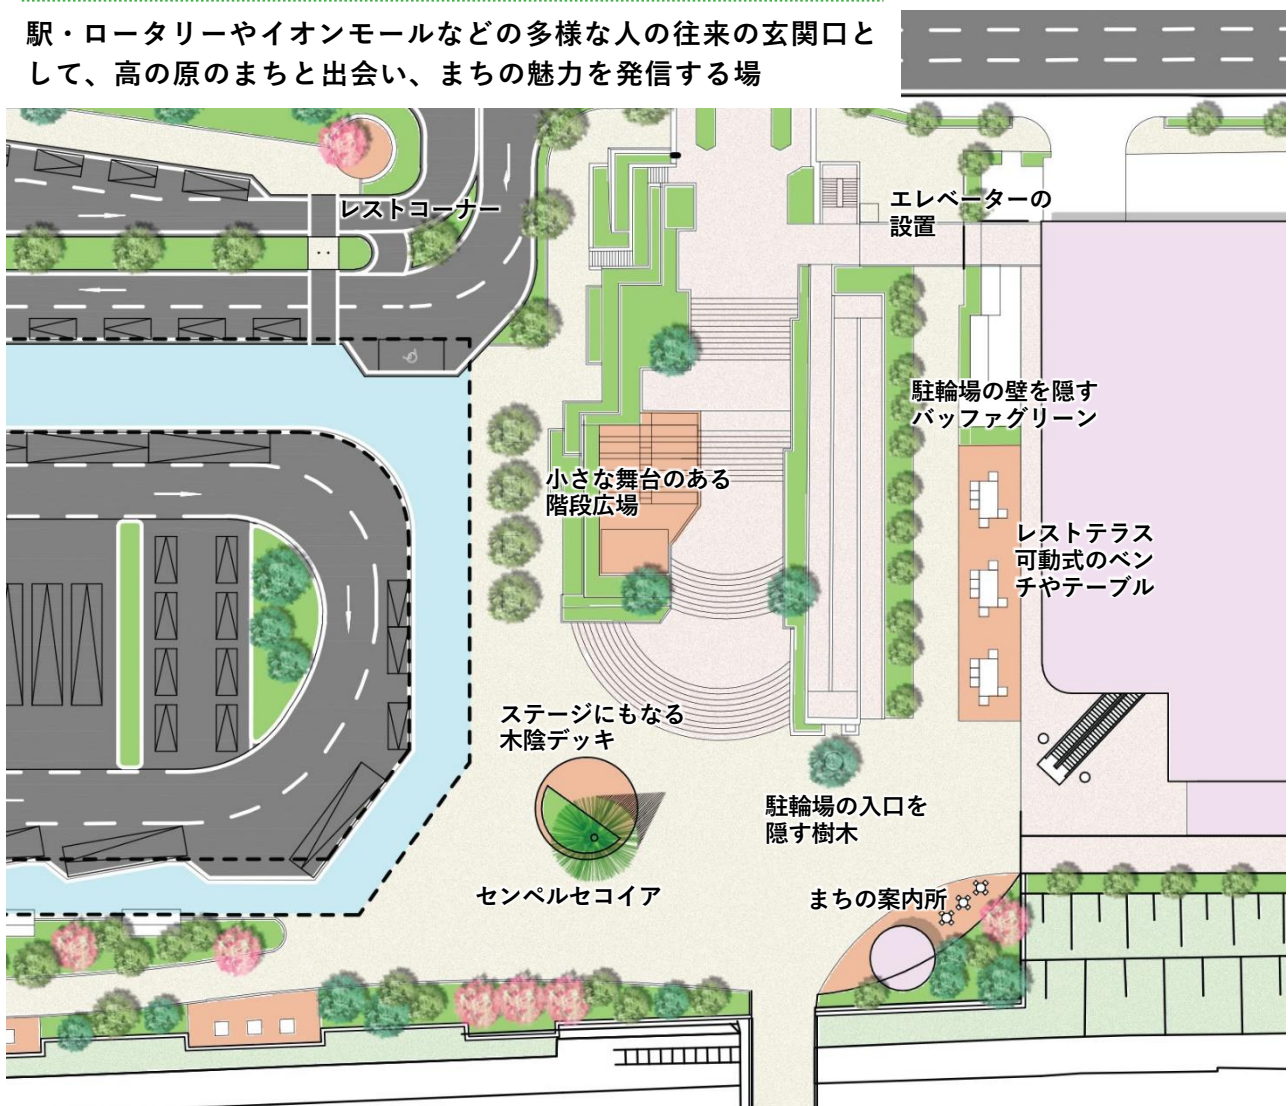 駅・ロータリーやイオンモールなどの多様な人の往来の玄関口と
して、高の原のまちと出会い、まちの魅力を発信する場
レストコーナー
エレベーターの
設置
駐輪場の壁を隠す
バッファグリーン
小さな舞台のある
階段広場
レストテラス
可動式のベン
チやテーブル
ステージにもなる
木陰デッキ
駐輪場の入口を
隠す樹木
センペルセコイア
まちの案内所